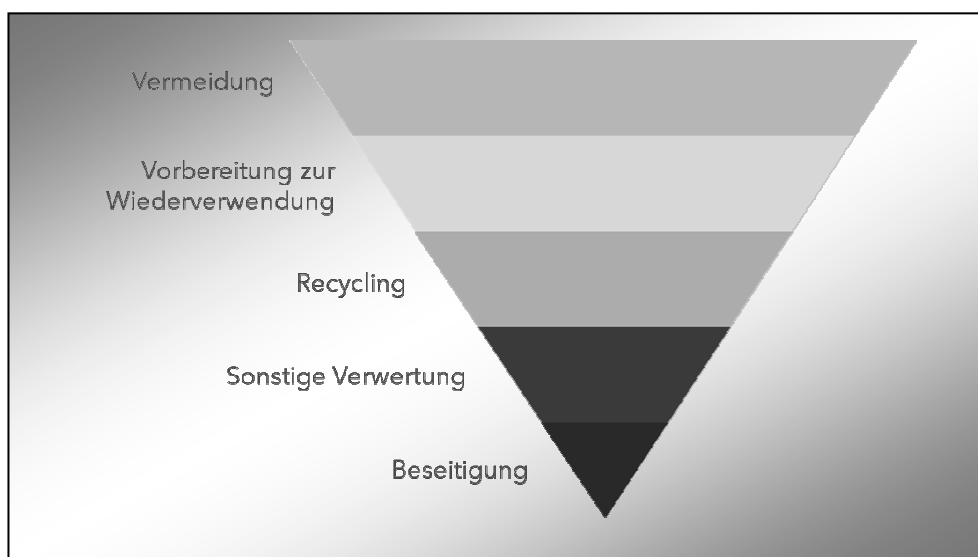 Vermeidung
Vorbereitung zur
Wiederverwendung
Recycling
Sonstige Verwertung
Beseitigung